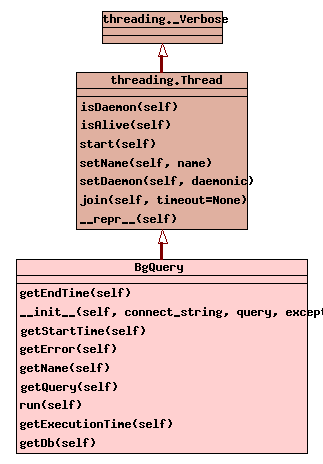 threading._Verbose
threading.Thread
isDaemon(self)
isAlive(self)
start(self)
setName(self, name)
setDaemon(self, daemonic)
join(self, timeout=None)
__repr__(self)
BgQuery
getEndTime(self)
__init__(self, connect_string, query, except
getStartTime(self)
getError(self)
getName(self)
getQuery(self)
run(self)
getExecutionTime(self)
getDb(self)